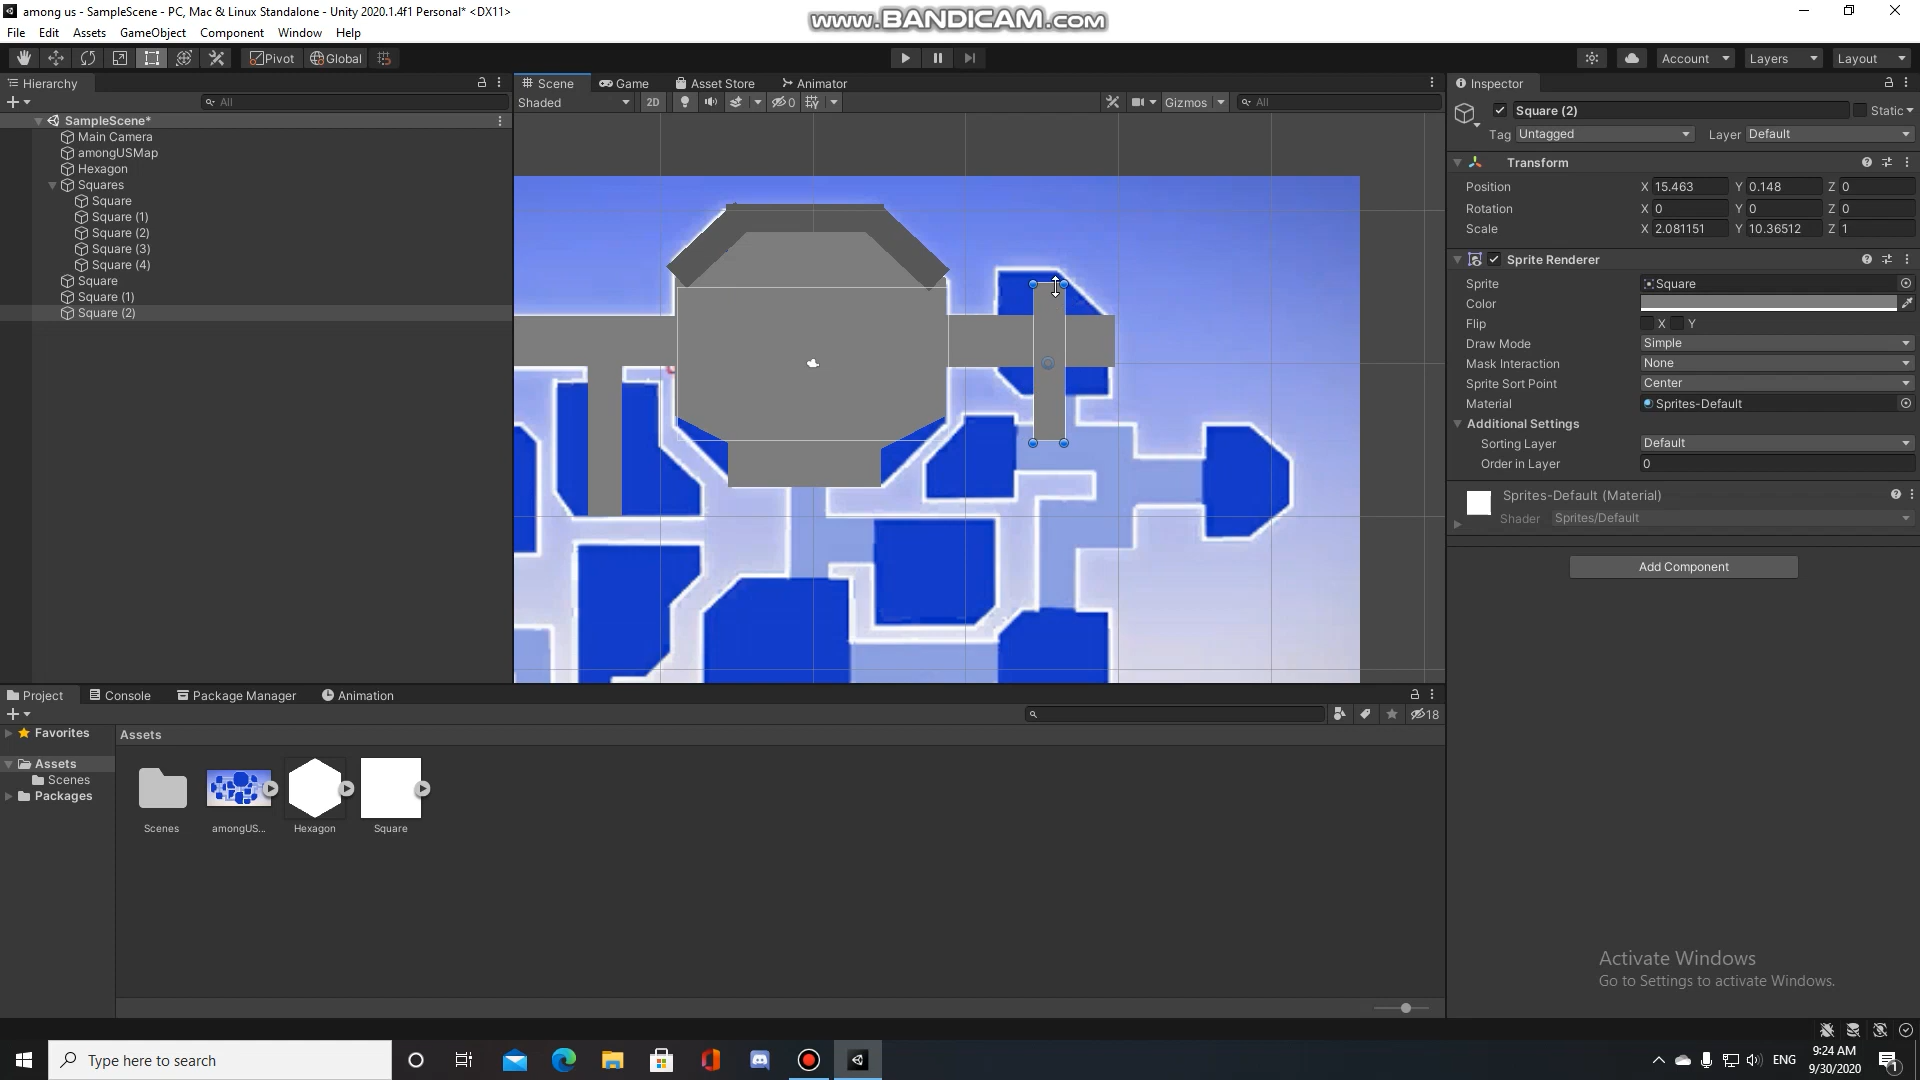 among us - SampleScene - PC, Mac & Linux Standalone - Unity 2020.1.4f1 Personal* <DX11>
www.BANDICAM.com
File Edit Assets GameObject Component Window Help
Pivot Global Account Layers Layout
Hierarchy Scene Game Asset Store Animator Inspector
All Shaded 2D 0 Gizmos All
SampleScene*
Main Camera
amongUSMap
Hexagon
Squares
Square
Square (1)
Square (2)
Square (3)
Square (4)
Square
Square (1)
Square (2)
Square (2) Static
Tag Untagged Layer Default
Transform
Position X 15.463 Y 0.148 Z 0
Rotation X 0 Y 0 Z 0
Scale X 2.081151 Y 10.36512 Z 1
Sprite Renderer
Sprite Square
Color
Flip X Y
Draw Mode Simple
Mask Interaction None
Sprite Sort Point Center
Material Sprites-Default
Additional Settings
Sorting Layer Default
Order in Layer 0
Sprites-Default (Material)
Shader Sprites/Default
Add Component
Project Console Package Manager Animation
18
Favorites
Assets
Scenes
Packages
Assets
Scenes
amongUS...
Hexagon
Square
Activate Windows
Go to Settings to activate Windows.
Type here to search
ENG
9:24 AM
9/30/2020
1